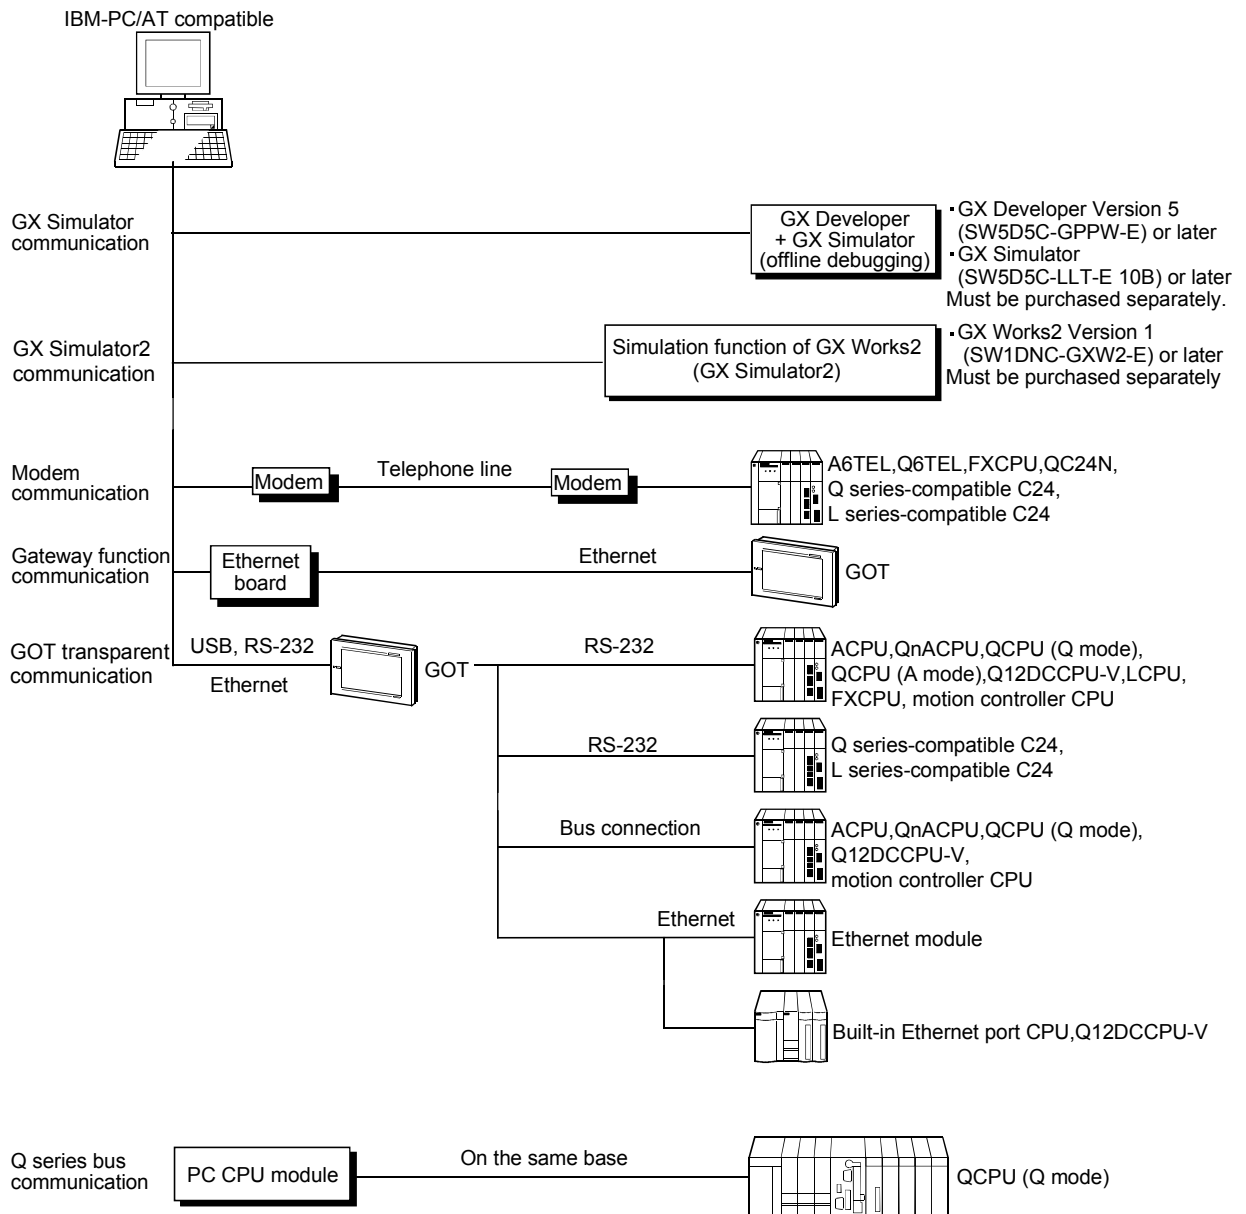 IBM-PC/AT compatible
GX Simulator
communication
GX Developer
+ GX Simulator
(offline debugging)
▪ GX Developer Version 5
(SW5D5C-GPPW-E) or later
▪ GX Simulator
(SW5D5C-LLT-E 10B) or later
Must be purchased separately.
GX Simulator2
communication
Simulation function of GX Works2
(GX Simulator2)
▪ GX Works2 Version 1
(SW1DNC-GXW2-E) or later
Must be purchased separately
Modem
communication
Modem
Telephone line
Modem
A6TEL,Q6TEL,FXCPU,QC24N,
Q series-compatible C24,
L series-compatible C24
Gateway function
communication
Ethernet
board
Ethernet
GOT
GOT transparent
communication
USB, RS-232
Ethernet
GOT
RS-232
ACPU,QnACPU,QCPU (Q mode),
QCPU (A mode),Q12DCCPU-V,LCPU,
FXCPU, motion controller CPU
RS-232
Q series-compatible C24,
L series-compatible C24
Bus connection
ACPU,QnACPU,QCPU (Q mode),
Q12DCCPU-V,
motion controller CPU
Ethernet
Ethernet module
Built-in Ethernet port CPU,Q12DCCPU-V
Q series bus
communication
PC CPU module
On the same base
QCPU (Q mode)